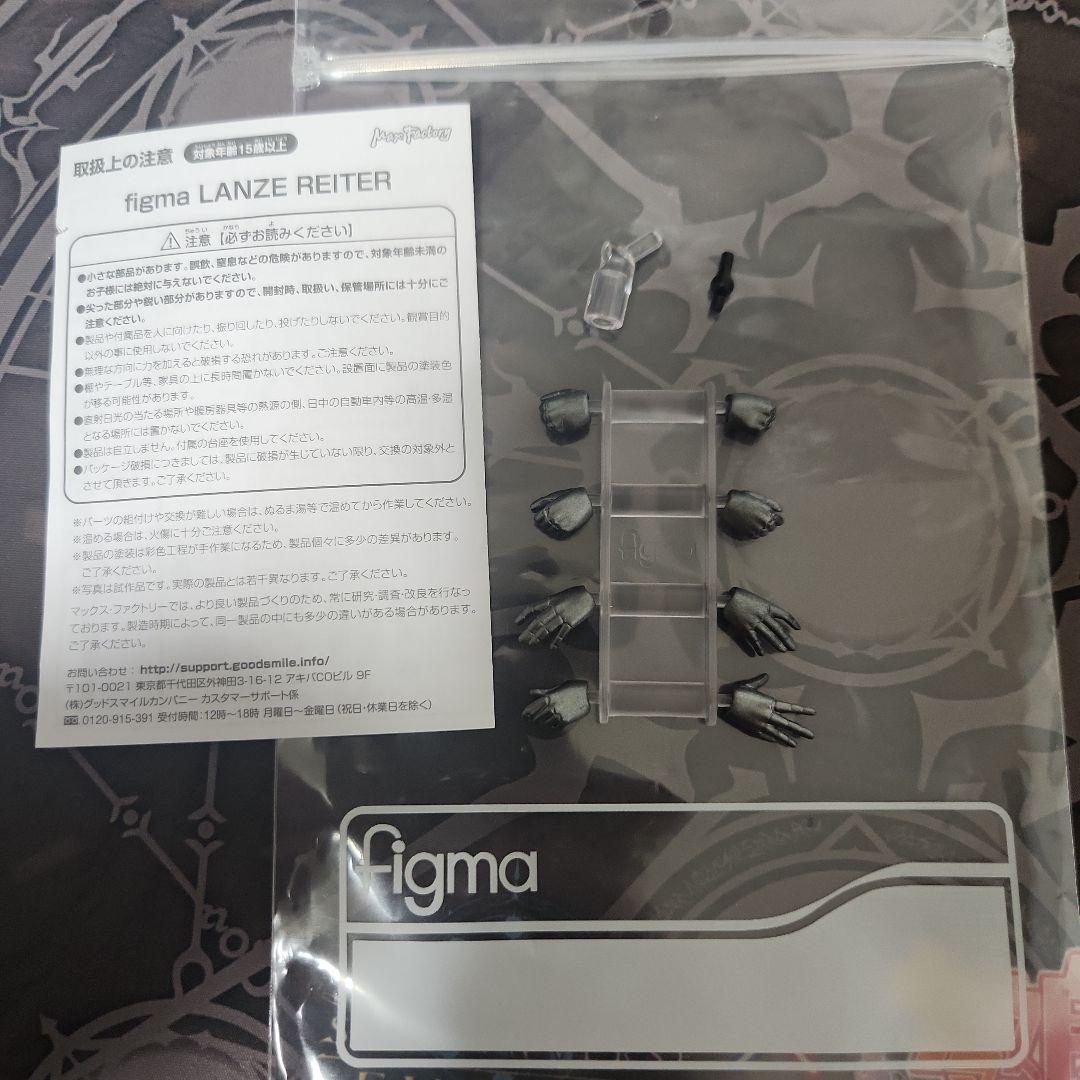 取扱上の注意 対象年齢15歳以上 Max Factory
figma LANZE REITER
注意【必ずお読みください】
●小さな部品があります。誤飲、窒息などの危険がありますので、対象年齢未満の
お子様には絶対に与えないでください。
●尖った部分や鋭い部分がありますので、開封時、取扱い、保管場所には十分にご
注意ください。
●製品や付属品を人に向けたり、振り回したり、投げたりしないでください。観賞目的
以外の事に使用しないでください。
●無理な方向に力を加えると破損する恐れがあります。ご注意ください。
●棚やテーブル等、家具の上に長時間置かないでください。設置面に製品の塗装色
が移る可能性があります。
●直射日光の当たる場所や暖房器具等の熱源の側、日中の自動車内等の高温・多湿
となる場所には置かないでください。
●製品は自立しません。付属の台座を使用してください。
●パッケージ破損につきましては、製品に破損が生じていない限り、交換の対象外と
させて頂きます。ご了承ください。
※パーツの組付けや交換が難しい場合は、ぬるま湯等で温めてから作業してください。
※温める場合は、火傷に十分ご注意ください。
※製品の塗装は彩色工程が手作業になるため、製品個々に多少の差異があります。
ご了承ください。
※写真は試作品です。実際の製品とは若干異なります。ご了承ください。
マックス・ファクトリーでは、より良い製品づくりのため、常に研究・調査・改良を行なっ
ております。製造時期によって、同一製品の中にも多少の違いがある場合があります。
ご了承ください。
お問い合わせ：http://support.goodsmile.info/
〒101-0021 東京都千代田区外神田3-16-12 アキバCOビル 9F
(株)グッドスマイルカンパニー カスタマーサポート係
0120-915-391 受付時間：12時〜18時 月曜日〜金曜日(祝日・休業日を除く)
figma
figma